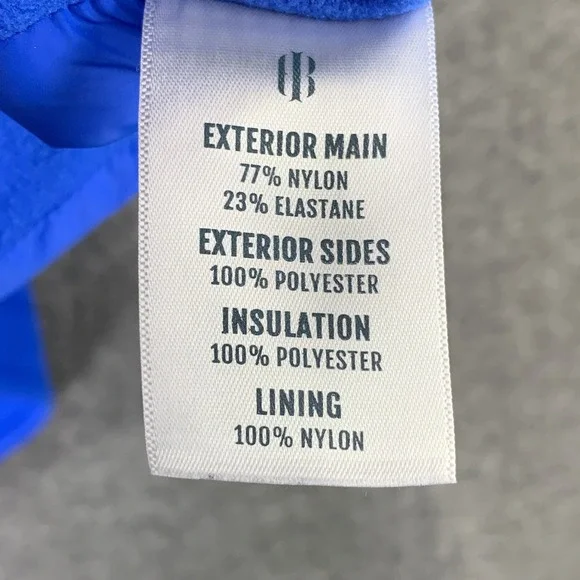 EXTERIOR MAIN
77% NYLON
23% ELASTANE
EXTERIOR SIDES
100% POLYESTER
INSULATION
100% POLYESTER
LINING
100% NYLON